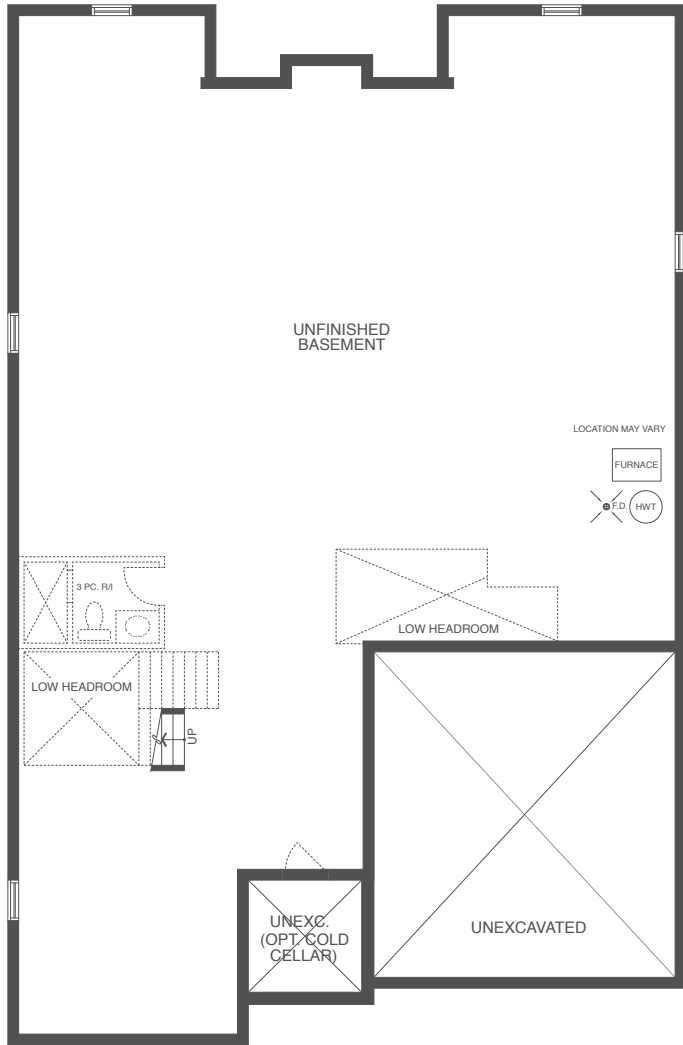 UNFINISHED
BASEMENT
LOCATION MAY VARY
FURNACE
F.D.
HWT
3 PC. R/I
LOW HEADROOM
LOW HEADROOM
UP
UNEXC.
(OPT. COLD
CELLAR)
UNEXCAVATED